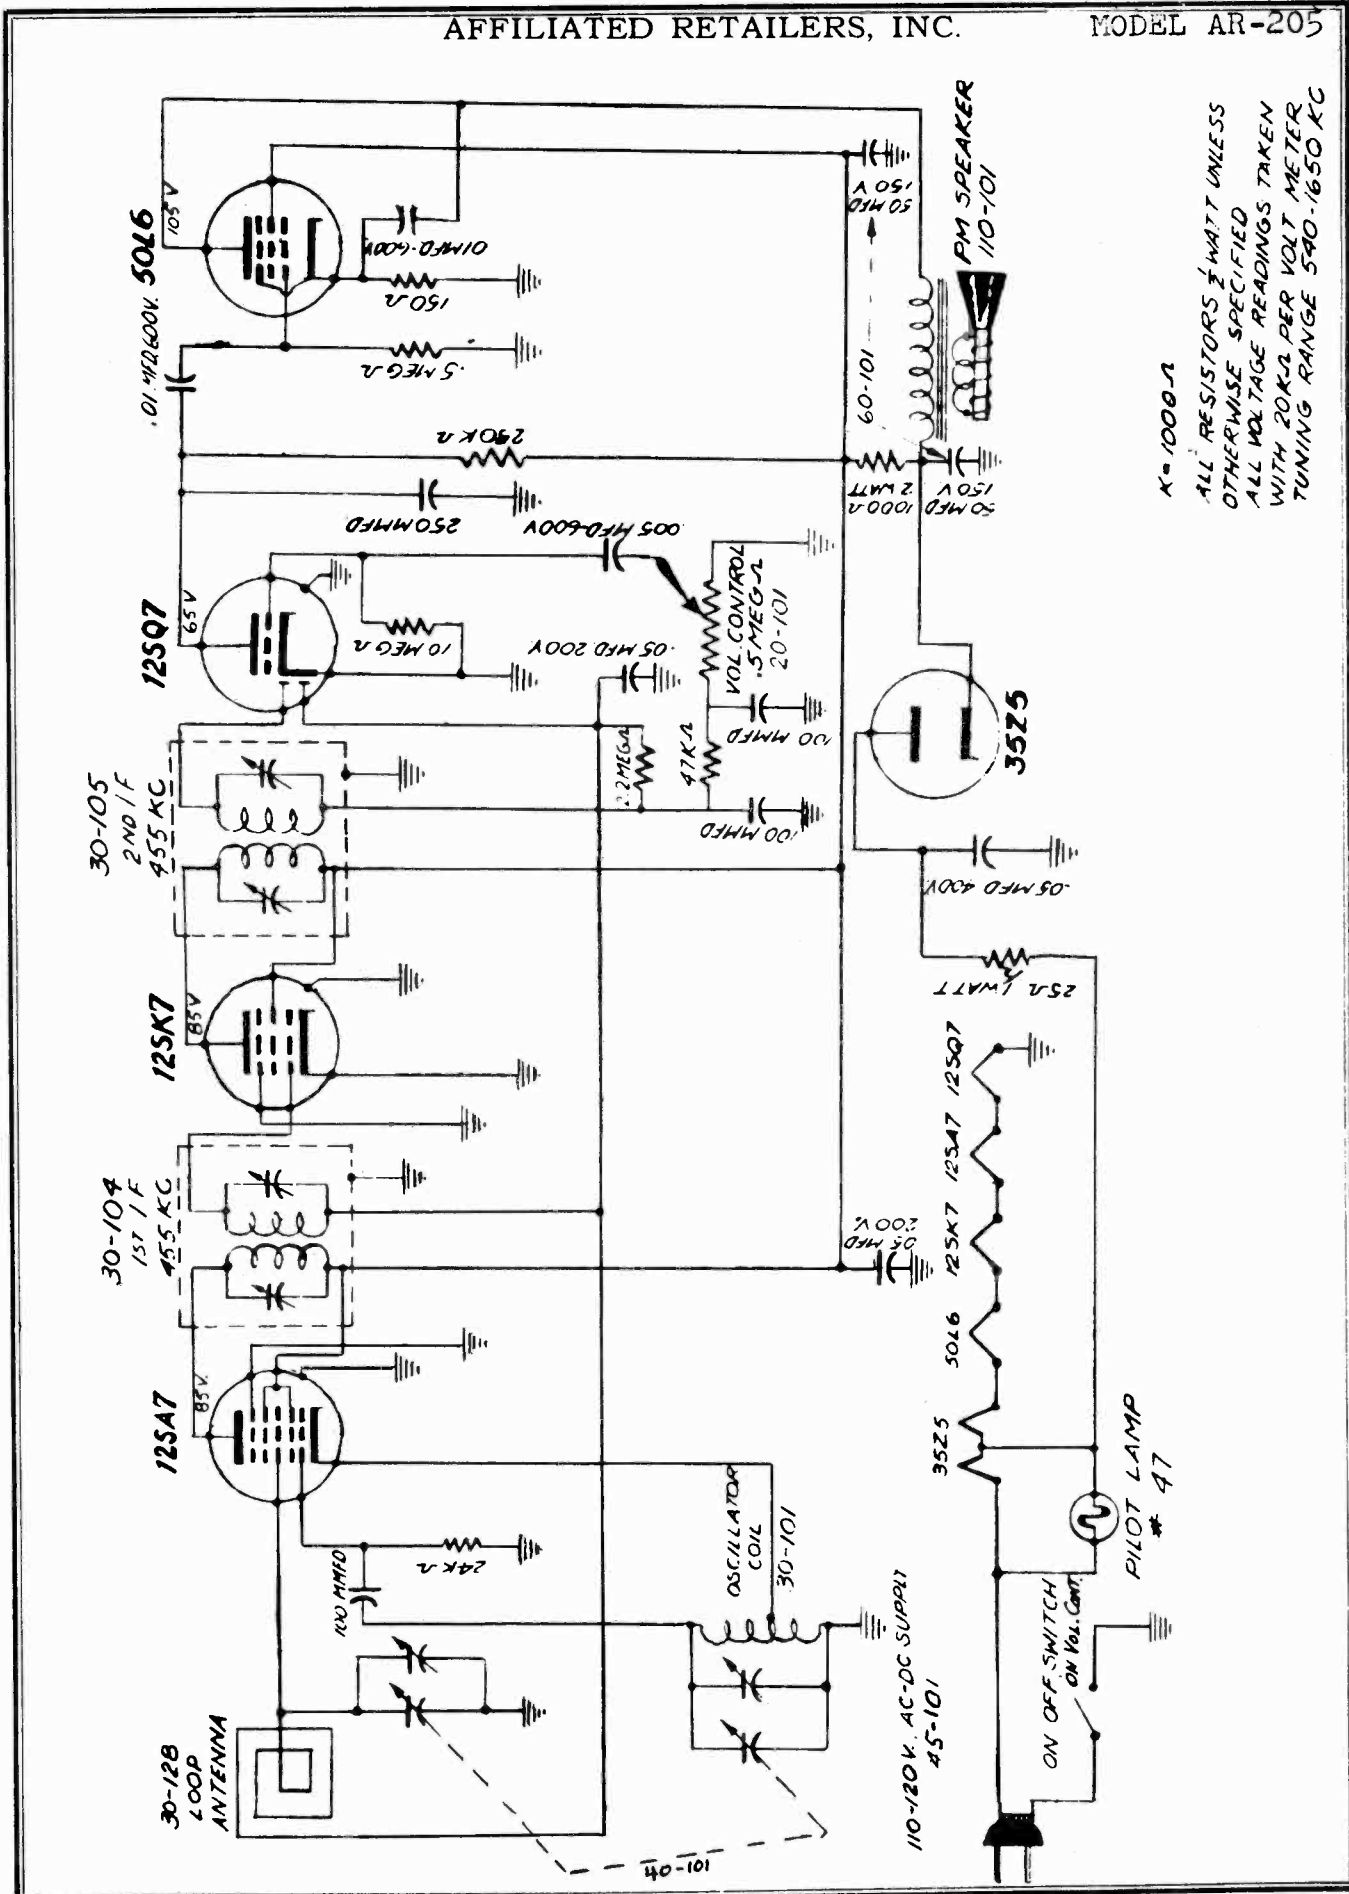 AFFILIATED RETAILERS, INC.
MODEL AR-205
30-128
LOOP
ANTENNA
40-101
12SA7
85V.
100 MMFD
24K Ω
OSCILLATOR
COIL
30-101
30-104
1ST IF
455 KC
12SK7
85V
.05 MFD
200V.
30-105
2ND IF
455 KC
12SQ7
65V
2.2 MEG Ω
47K Ω
100 MMFD
100 MMFD
.05 MFD 200V
10 MEG Ω
VOL. CONTROL
.5 MEG Ω
20-101
.005 MFD-600V
250 MMFD
250K Ω
.01 MFD.600V.
50L6
105V
.5 MEG Ω
150 Ω
.01 MFD-600V
50 MFD
150 V
60-101
1000 Ω
2 WATT
50 MFD
150V
PM SPEAKER
110-101
35Z5
.05 MFD 400V
25 Ω 1 WATT
110-120 V. AC-DC SUPPLY
45-101
35Z5
50L6
12SK7
12SA7
12SQ7
PILOT LAMP
# 47
ON OFF SWITCH
ON VOL. CONT.
K = 1000 Ω
ALL RESISTORS ½ WATT UNLESS
OTHERWISE SPECIFIED
ALL VOLTAGE READINGS TAKEN
WITH 20K Ω PER VOLT METER
TUNING RANGE 540-1650 KC